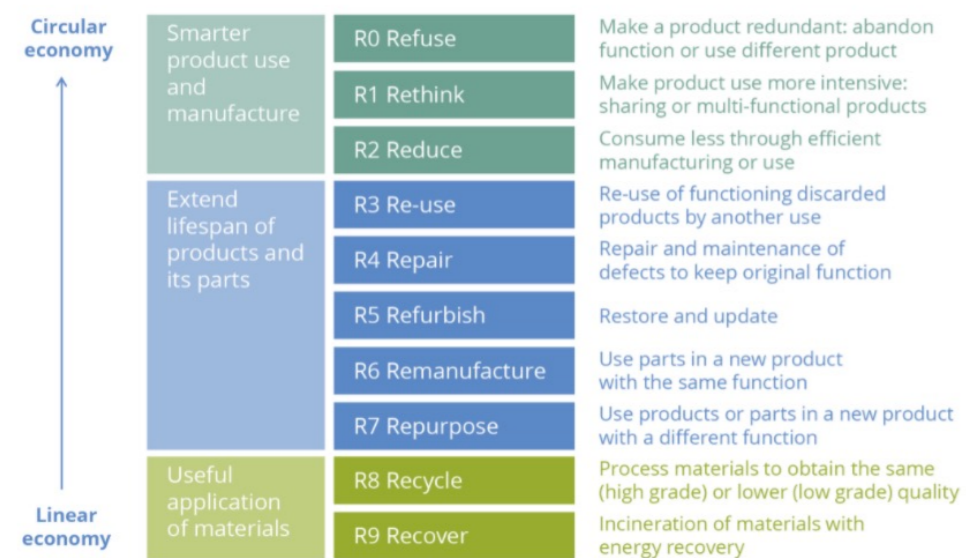 Circular
economy
Linear
economy
Smarter
product use
and
manufacture
R0 Refuse
Make a product redundant: abandon
function or use different product
R1 Rethink
Make product use more intensive:
sharing or multi-functional products
R2 Reduce
Consume less through efficient
manufacturing or use
Extend
lifespan of
products and
its parts
R3 Re-use
Re-use of functioning discarded
products by another use
R4 Repair
Repair and maintenance of
defects to keep original function
R5 Refurbish
Restore and update
R6 Remanufacture
Use parts in a new product
with the same function
R7 Repurpose
Use products or parts in a new product
with a different function
Useful
application
of materials
R8 Recycle
Process materials to obtain the same
(high grade) or lower (low grade) quality
R9 Recover
Incineration of materials with
energy recovery